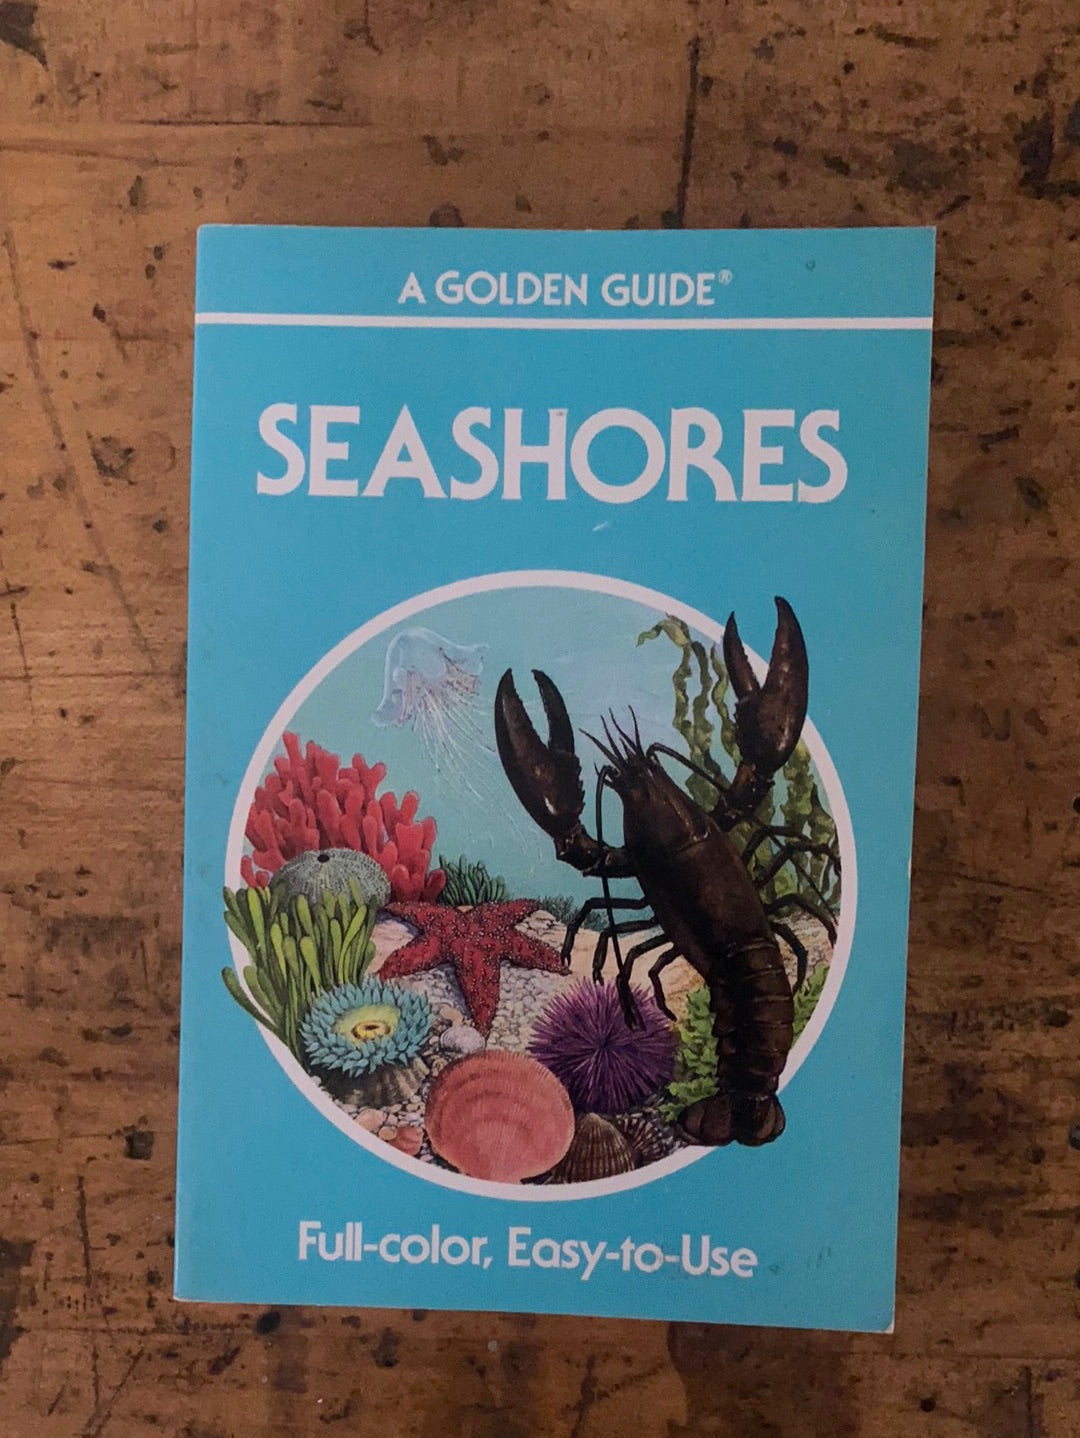 A GOLDEN GUIDE®
SEASHORES
Full-color, Easy-to-Use